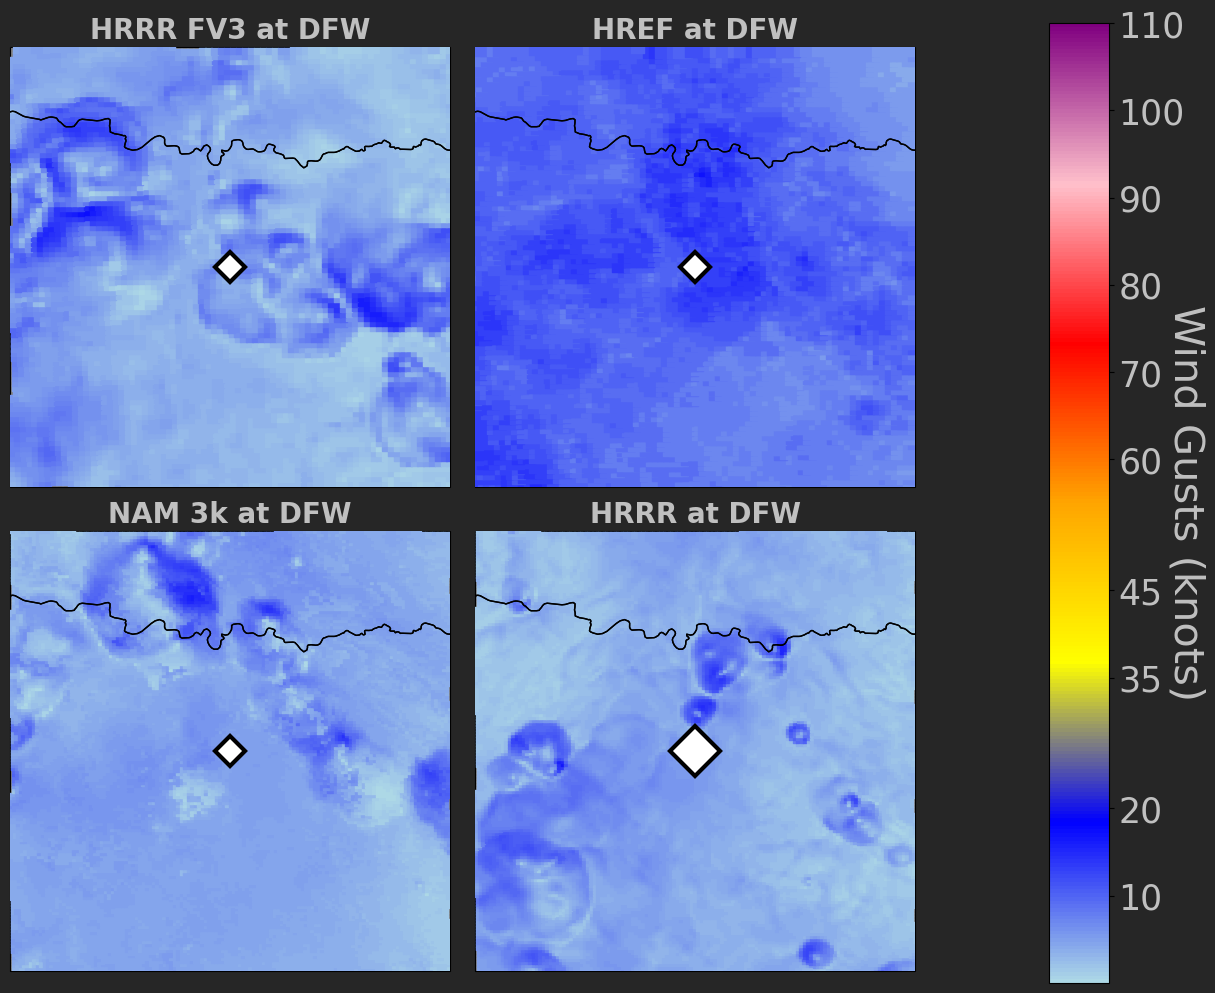 HRRR FV3 at DFW
HREF at DFW
NAM 3k at DFW
HRRR at DFW
110
100
90
80
70
60
45
35
20
10
Wind Gusts (knots)